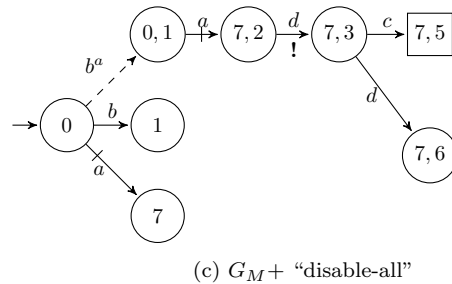 0, 1 a 7, 2 d 7, 3 c 7, 5
!
b^a
d
0 b 1
7, 6
a
7
(c) G_M + “disable-all”